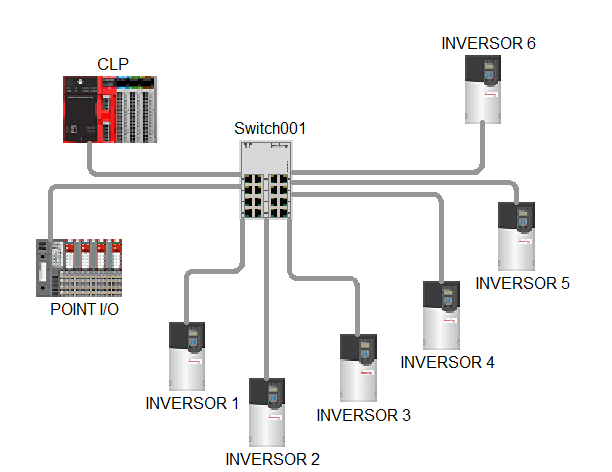 INVERSOR 6
CLP
Switch001
INVERSOR 5
POINT I/O
INVERSOR 4
INVERSOR 1
INVERSOR 3
INVERSOR 2